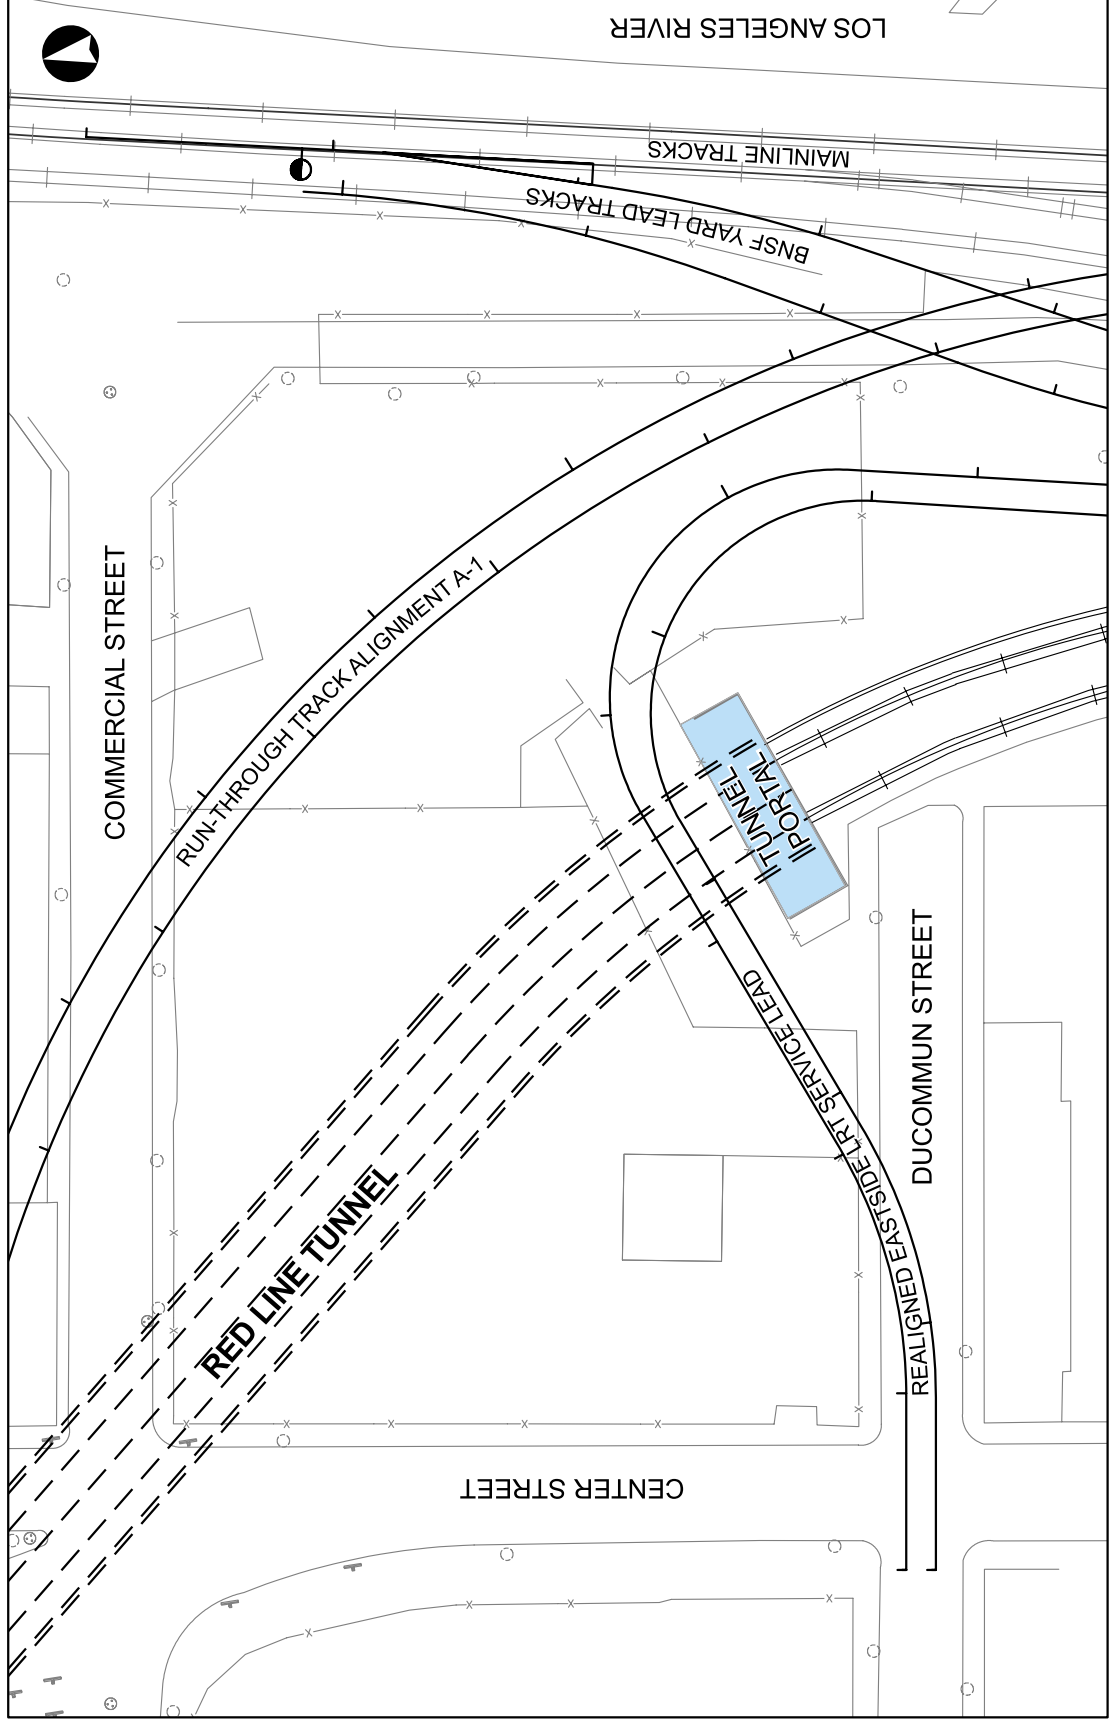 LOS ANGELES RIVER
MAINLINE TRACKS
BNSF YARD LEAD TRACKS
COMMERCIAL STREET
RUN-THROUGH TRACK ALIGNMENT A-1
TUNNEL
PORTAL
DUCOMMUN STREET
REALIGNED EASTSIDE LRT SERVICE LEAD
RED LINE TUNNEL
CENTER STREET